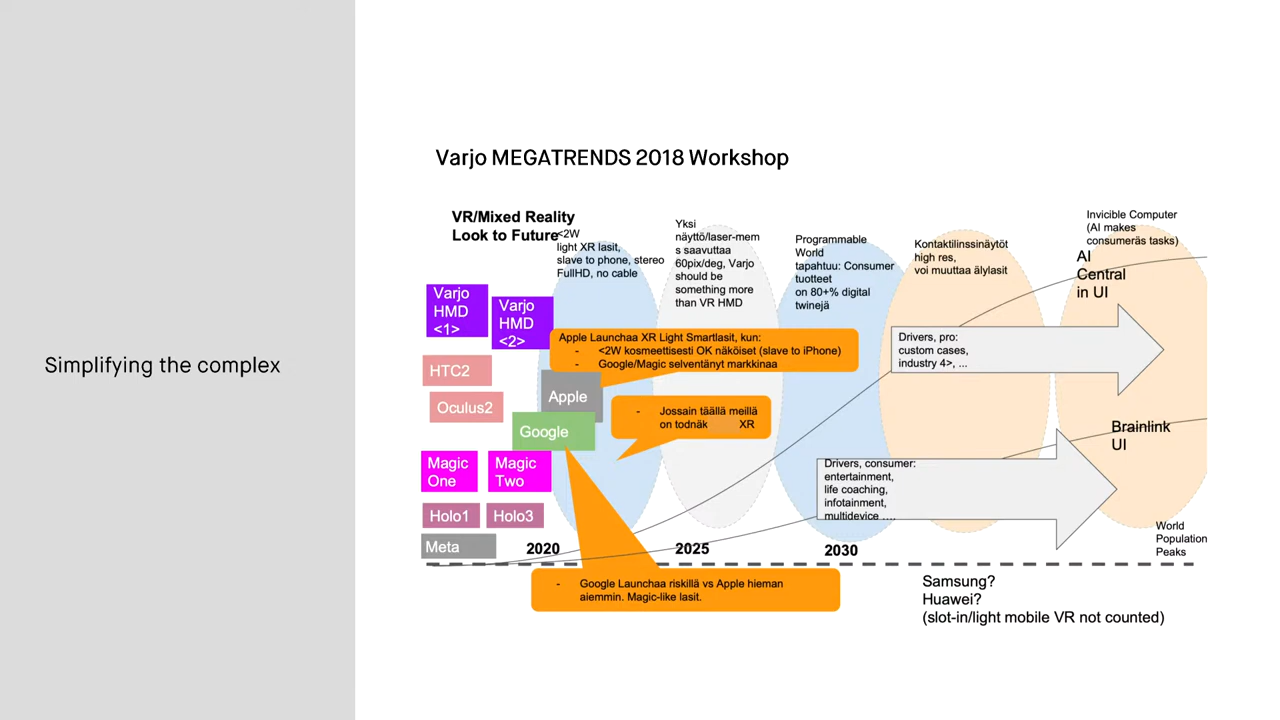 Simplifying the complex
Varjo MEGATRENDS 2018 Workshop
VR/Mixed Reality
Look to Future
<2W
light XR lasit,
slave to phone, stereo
FullHD, no cable
Yksi
näyttö/laser-mem
s saavuttaa
60pix/deg, Varjo
should be
something more
than VR HMD
Programmable
World
tapahtuu: Consumer
tuotteet
on 80+% digital
twinejä
Kontaktilinssinäytöt
high res,
voi muuttaa älylasit
Invicible Computer
(AI makes
consumeräs tasks)
AI
Central
in UI
Varjo
HMD
<1>
Varjo
HMD
<2>
Apple Launchaa XR Light Smartlasit, kun:
- <2W kosmeettisesti OK näköiset (slave to iPhone)
- Google/Magic selventänyt markkinaa
Drivers, pro:
custom cases,
industry 4>, ...
HTC2
Oculus2
Apple
Google
- Jossain täällä meillä
on todnäk XR
Brainlink
UI
Magic
One
Magic
Two
Drivers, consumer:
entertainment,
life coaching,
infotainment,
multidevice ....
Holo1
Holo3
Meta
2020
2025
2030
World
Population
Peaks
- Google Launchaa riskillä vs Apple hieman
aiemmin. Magic-like lasit.
Samsung?
Huawei?
(slot-in/light mobile VR not counted)